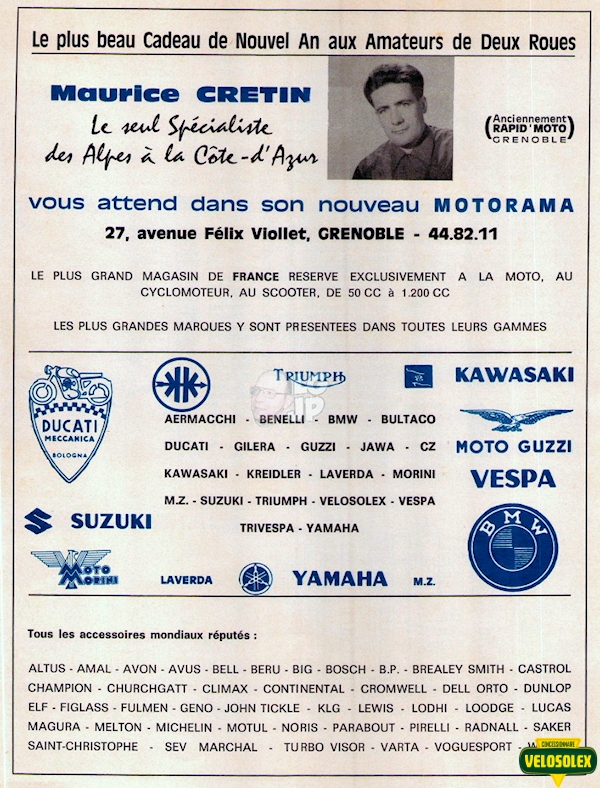 Le plus beau Cadeau de Nouvel An aux Amateurs de Deux Roues
Maurice CRETIN
Le seul Spécialiste
des Alpes à la Côte-d'Azur
(Anciennement
RAPID'MOTO
GRENOBLE)
vous attend dans son nouveau MOTORAMA
27, avenue Félix Viollet, GRENOBLE - 44.82.11
LE PLUS GRAND MAGASIN DE FRANCE RESERVE EXCLUSIVEMENT A LA MOTO, AU
CYCLOMOTEUR, AU SCOOTER, DE 50 CC à 1.200 CC
LES PLUS GRANDES MARQUES Y SONT PRESENTEES DANS TOUTES LEURS GAMMES
DUCATI
MECCANICA
BOLOGNA
TRIUMPH
KAWASAKI
AERMACCHI - BENELLI - BMW - BULTACO
DUCATI - GILERA - GUZZI - JAWA - CZ
KAWASAKI - KREIDLER - LAVERDA - MORINI
M.Z. - SUZUKI - TRIUMPH - VELOSOLEX - VESPA
TRIVESPA - YAMAHA
MOTO GUZZI
VESPA
BMW
SUZUKI
MOTO
MORINI
LAVERDA
YAMAHA
M.Z.
Tous les accessoires mondiaux réputés :
ALTUS - AMAL - AVON - AVUS - BELL - BERU - BIG - BOSCH - B.P. - BREALEY SMITH - CASTROL
CHAMPION - CHURCHGATT - CLIMAX - CONTINENTAL - CROMWELL - DELL ORTO - DUNLOP
ELF - FIGLASS - FULMEN - GENO - JOHN TICKLE - KLG - LEWIS - LODHI - LOODGE - LUCAS
MAGURA - MELTON - MICHELIN - MOTUL - NORIS - PARABOUT - PIRELLI - RADNALL - SAKER
SAINT-CHRISTOPHE - SEV MARCHAL - TURBO VISOR - VARTA - VOGUESPORT -
CONCESSIONNAIRE
VELOSOLEX